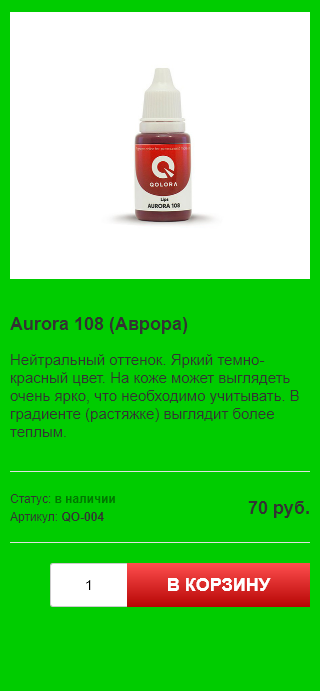 QOLORA
Lips
AURORA 108
Aurora 108 (Аврора)
Нейтральный оттенок. Яркий темно-
красный цвет. На коже может выглядеть
очень ярко, что необходимо учитывать. В
градиенте (растяжке) выглядит более
теплым.
Статус: в наличии
70 руб.
Артикул: QO-004
1
В КОРЗИНУ